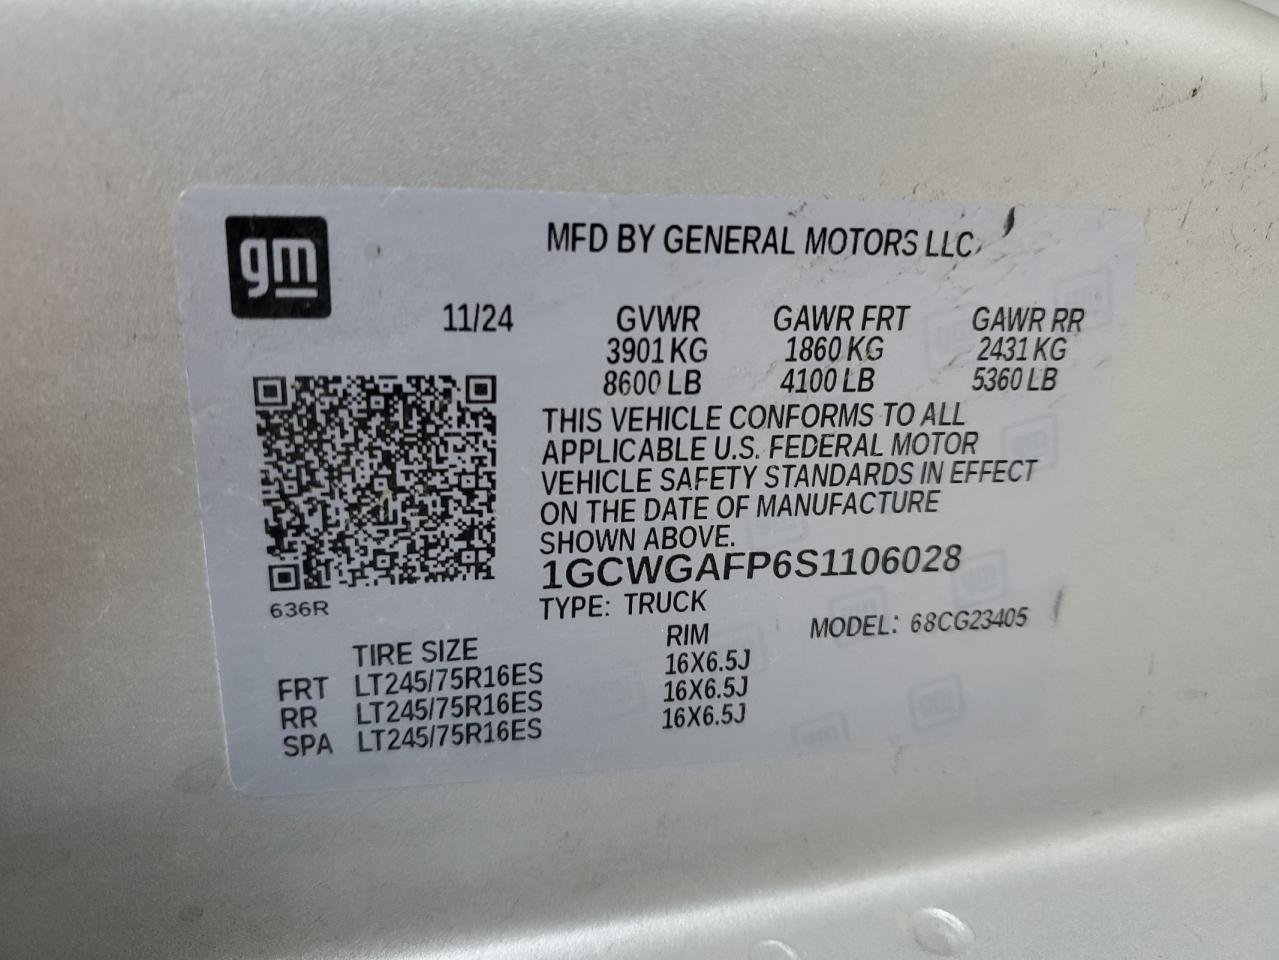 gm
MFD BY GENERAL MOTORS LLC
11/24 GVWR GAWR FRT GAWR RR
3901 KG 1860 KG 2431 KG
8600 LB 4100 LB 5360 LB
THIS VEHICLE CONFORMS TO ALL
APPLICABLE U.S. FEDERAL MOTOR
VEHICLE SAFETY STANDARDS IN EFFECT
ON THE DATE OF MANUFACTURE
SHOWN ABOVE.
1GCWGAFP6S1106028
636R
TYPE: TRUCK
MODEL: 68CG23405
TIRE SIZE RIM
FRT LT245/75R16ES 16X6.5J
RR LT245/75R16ES 16X6.5J
SPA LT245/75R16ES 16X6.5J